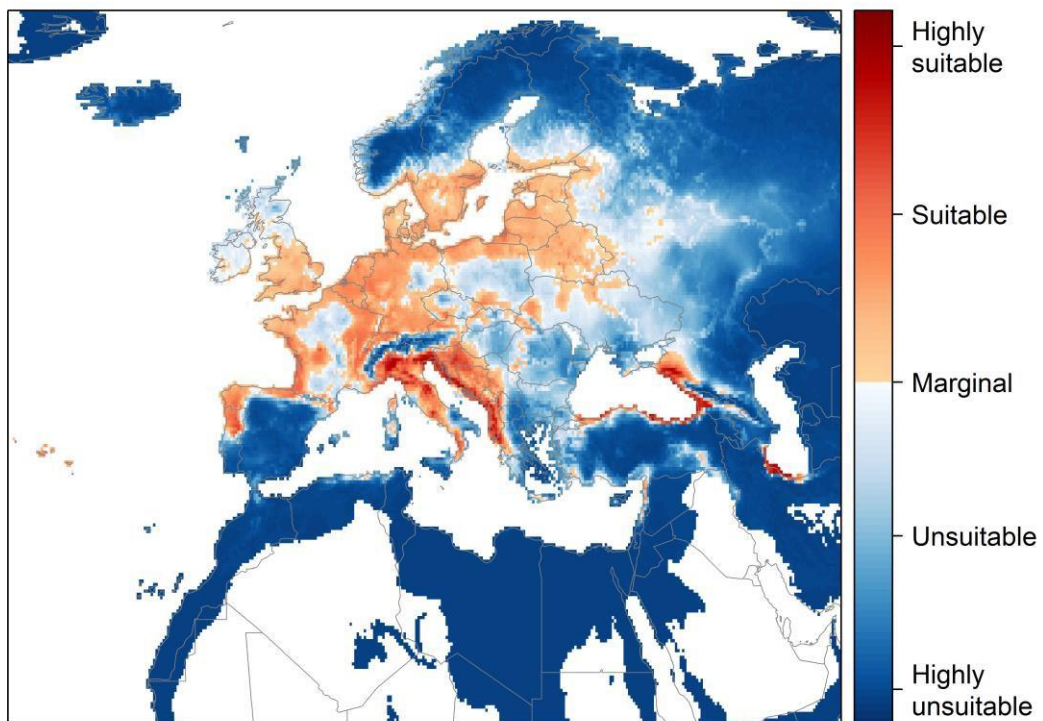 Highly
suitable
Suitable
Marginal
Unsuitable
Highly
unsuitable